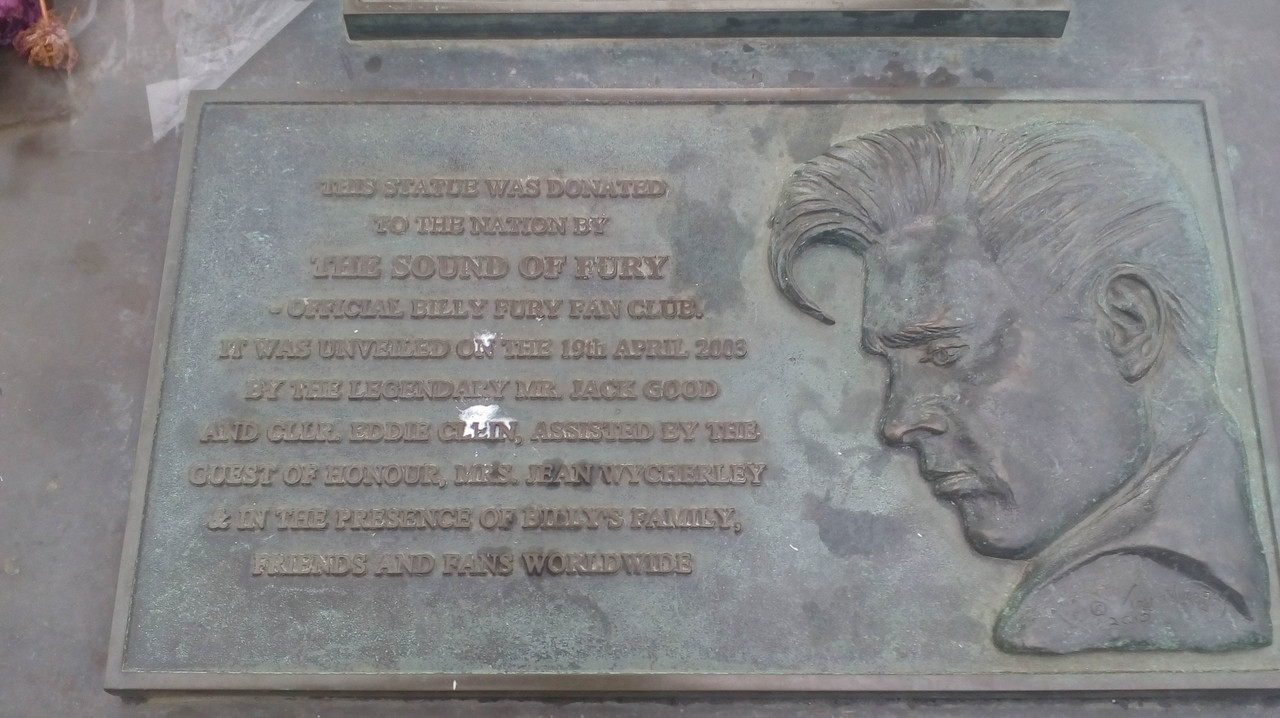 THIS STATUE WAS DONATED
TO THE NATION BY
THE SOUND OF FURY
- OFFICIAL BILLY FURY FAN CLUB.
IT WAS UNVEILED ON THE 19th APRIL 2003
BY THE LEGENDARY MR. JACK GOOD
AND CLLR. EDDIE CLEIN, ASSISTED BY THE
GUEST OF HONOUR, MRS. JEAN WYCHERLEY
& IN THE PRESENCE OF BILLY'S FAMILY,
FRIENDS AND FANS WORLDWIDE
©